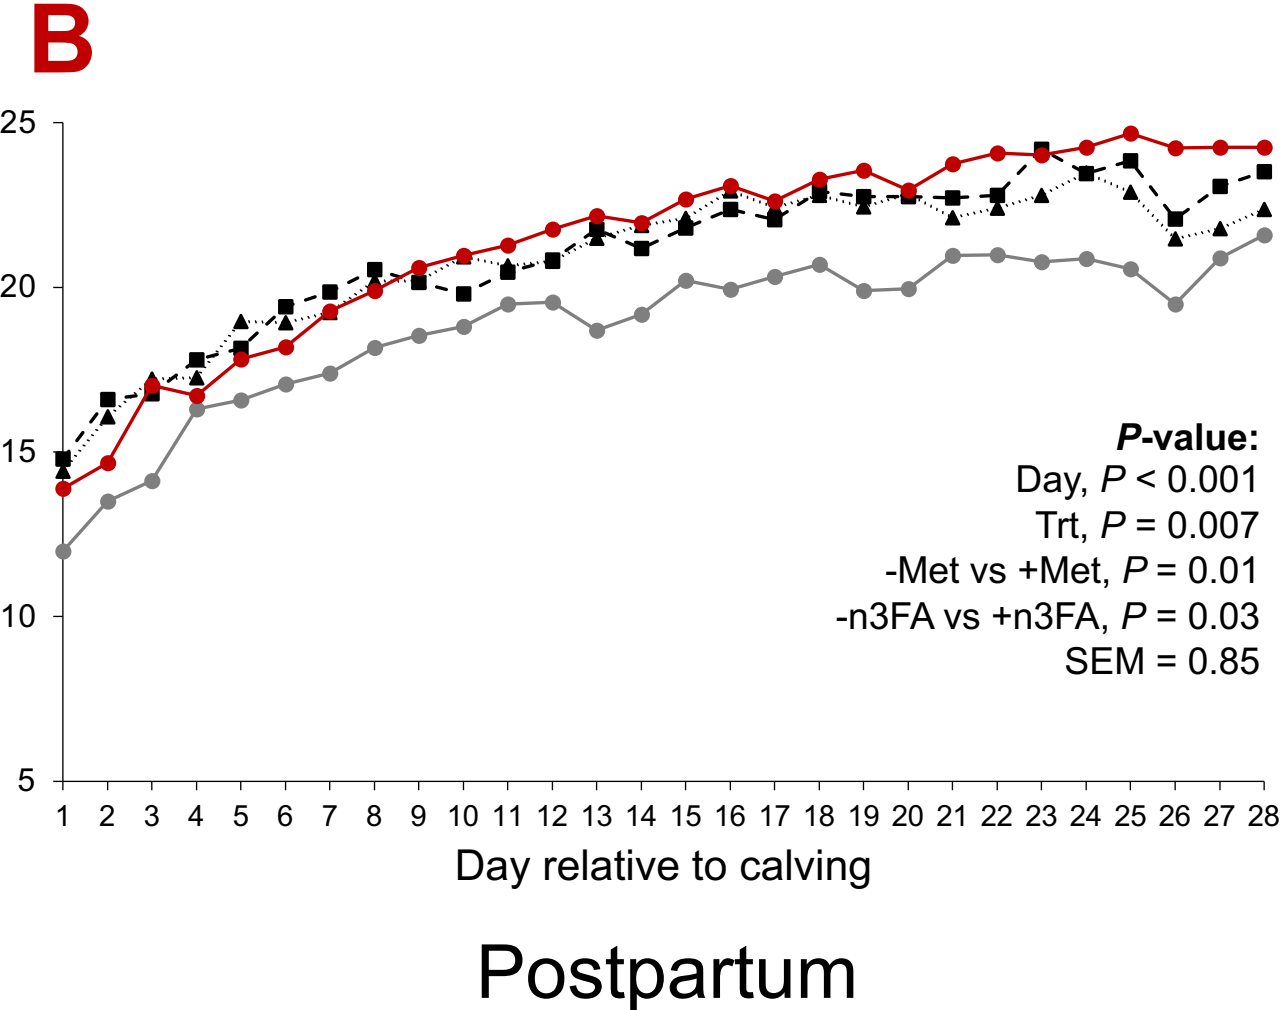 B
25
20
15
10
5
P-value:
Day, P < 0.001
Trt, P = 0.007
-Met vs +Met, P = 0.01
-n3FA vs +n3FA, P = 0.03
SEM = 0.85
1 2 3 4 5 6 7 8 9 10 11 12 13 14 15 16 17 18 19 20 21 22 23 24 25 26 27 28
Day relative to calving
Postpartum